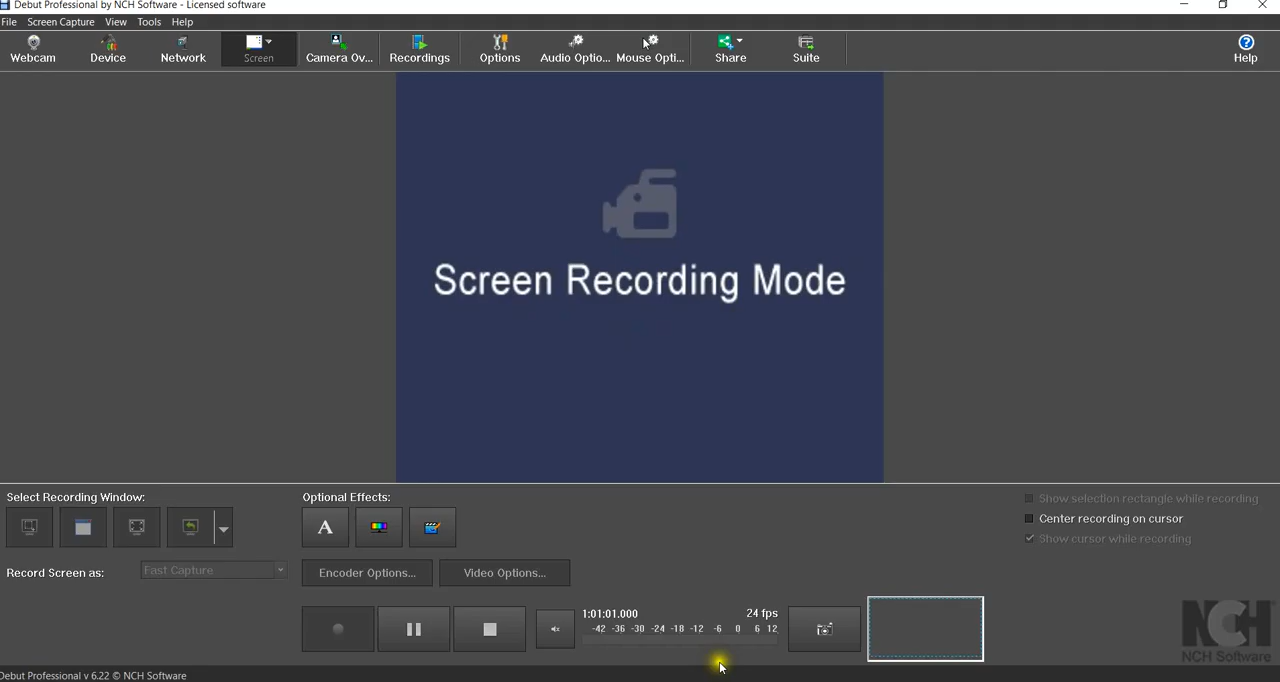 Debut Professional by NCH Software - Licensed software
File Screen Capture View Tools Help
Webcam Device Network Screen Camera Ov... Recordings Options Audio Optio... Mouse Opti... Share Suite Help
Screen Recording Mode
Select Recording Window:
Optional Effects:
A
Show selection rectangle while recording
Center recording on cursor
Show cursor while recording
Record Screen as: Fast Capture
Encoder Options... Video Options...
1:01:01.000 24 fps
-42 -36 -30 -24 -18 -12 -6 0 6 12
NCH
NCH Software
Debut Professional v 6.22 © NCH Software